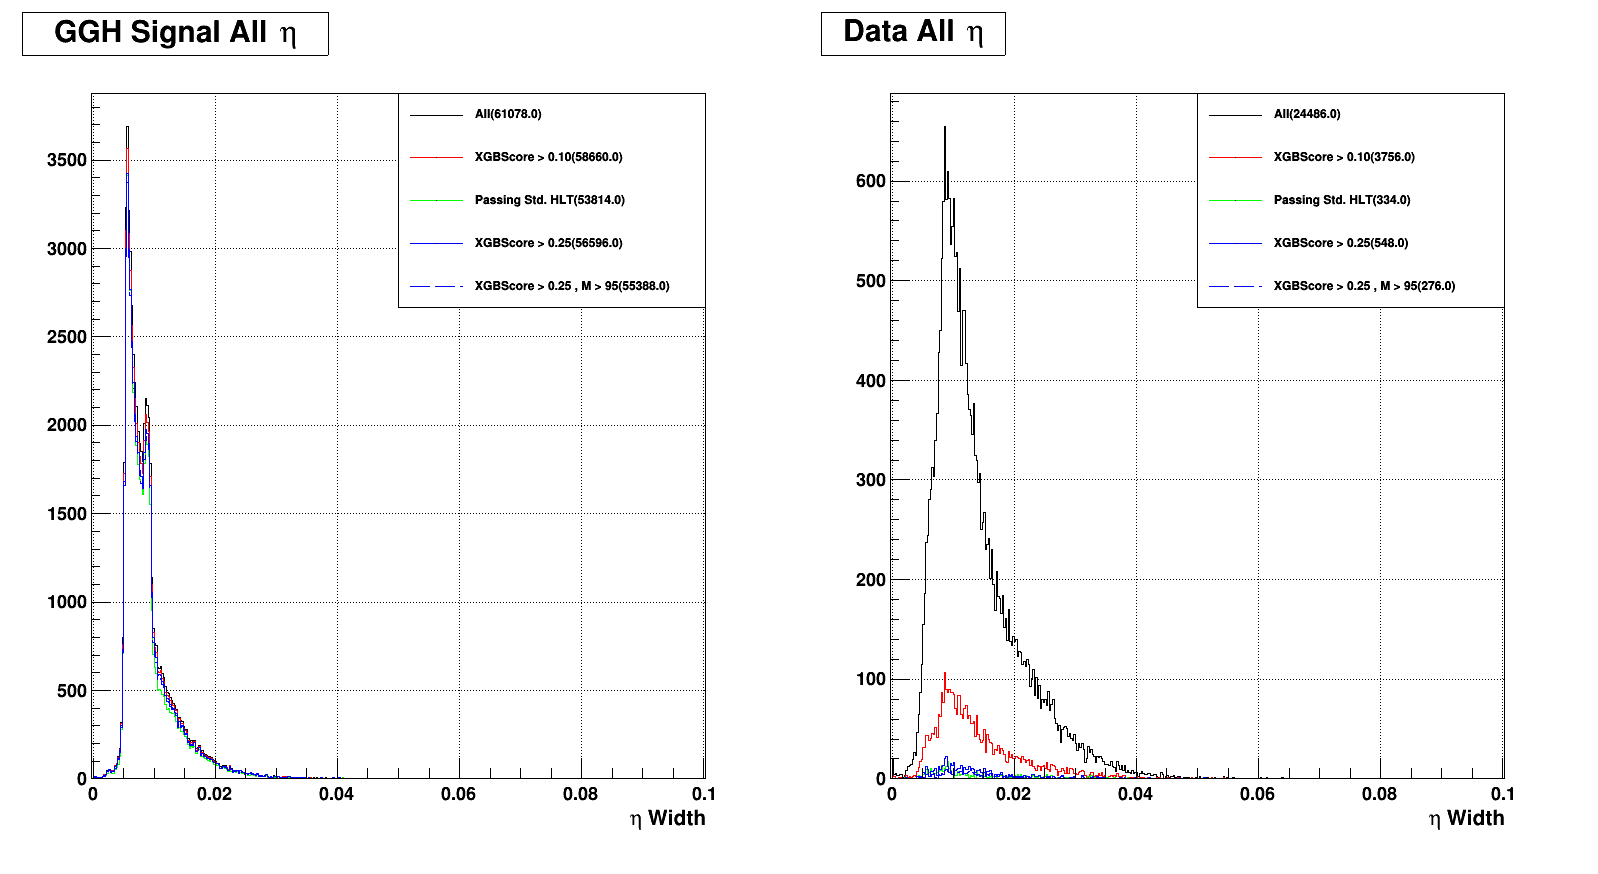 GGH Signal All η
All(61078.0)
XGBScore > 0.10(58660.0)
Passing Std. HLT(53814.0)
XGBScore > 0.25(56596.0)
XGBScore > 0.25 , M > 95(55388.0)
3500
3000
2500
2000
1500
1000
500
0
0 0.02 0.04 0.06 0.08 0.1
η Width
Data All η
All(24486.0)
XGBScore > 0.10(3756.0)
Passing Std. HLT(334.0)
XGBScore > 0.25(548.0)
XGBScore > 0.25 , M > 95(276.0)
600
500
400
300
200
100
0
0 0.02 0.04 0.06 0.08 0.1
η Width